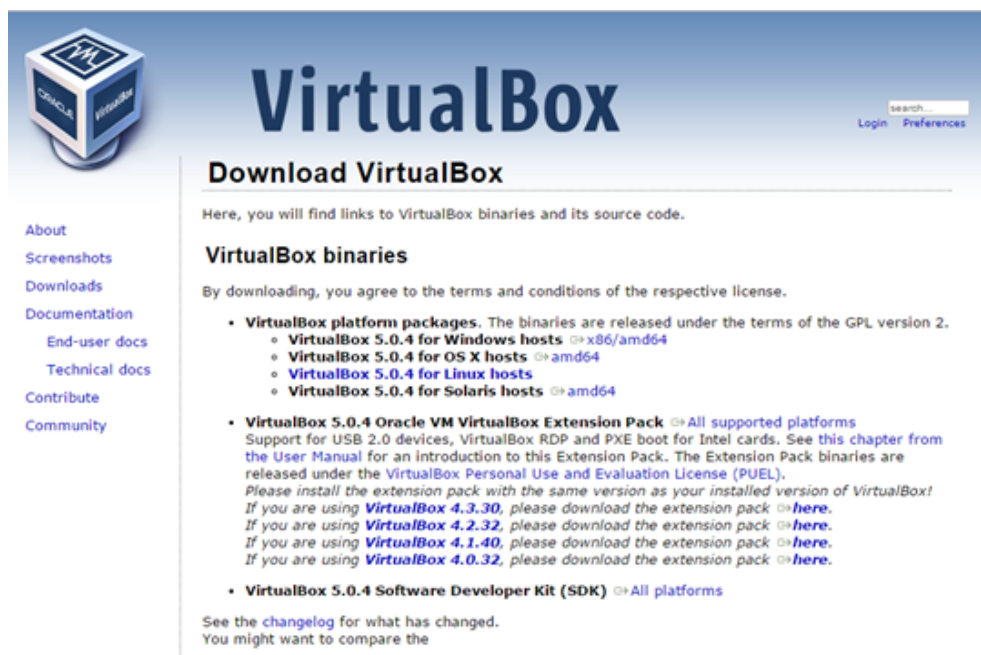 ORACLE
VirtualBox
VirtualBox
search...
Login Preferences
Download VirtualBox
Here, you will find links to VirtualBox binaries and its source code.
About
Screenshots
Downloads
Documentation
End-user docs
Technical docs
Contribute
Community
VirtualBox binaries
By downloading, you agree to the terms and conditions of the respective license.
• VirtualBox platform packages. The binaries are released under the terms of the GPL version 2.
◦ VirtualBox 5.0.4 for Windows hosts x86/amd64
◦ VirtualBox 5.0.4 for OS X hosts amd64
◦ VirtualBox 5.0.4 for Linux hosts
◦ VirtualBox 5.0.4 for Solaris hosts amd64
• VirtualBox 5.0.4 Oracle VM VirtualBox Extension Pack All supported platforms
Support for USB 2.0 devices, VirtualBox RDP and PXE boot for Intel cards. See this chapter from
the User Manual for an introduction to this Extension Pack. The Extension Pack binaries are
released under the VirtualBox Personal Use and Evaluation License (PUEL).
Please install the extension pack with the same version as your installed version of VirtualBox!
If you are using VirtualBox 4.3.30, please download the extension pack here.
If you are using VirtualBox 4.2.32, please download the extension pack here.
If you are using VirtualBox 4.1.40, please download the extension pack here.
If you are using VirtualBox 4.0.32, please download the extension pack here.
• VirtualBox 5.0.4 Software Developer Kit (SDK) All platforms
See the changelog for what has changed.
You might want to compare the